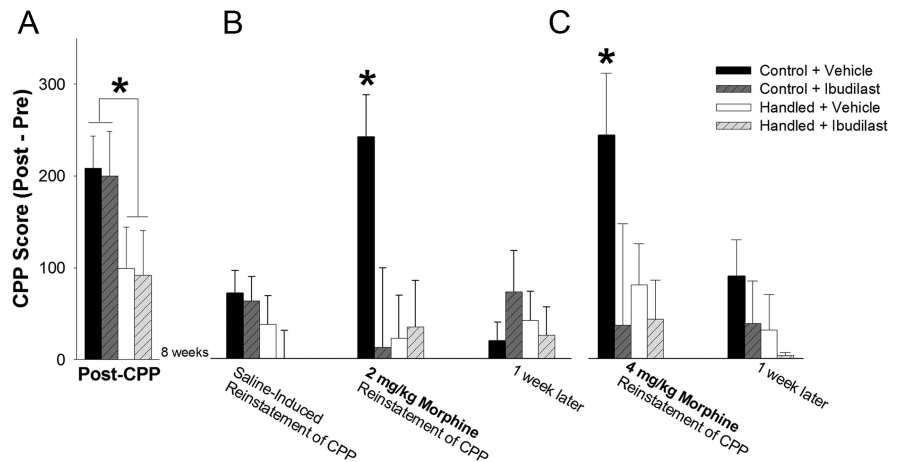 A
B
C
*
*
*
Control + Vehicle
Control + Ibudilast
Handled + Vehicle
Handled + Ibudilast
CPP Score (Post - Pre)
300
200
100
0
8 weeks
Post-CPP
Saline-Induced
Reinstatement of CPP
2 mg/kg Morphine
Reinstatement of CPP
1 week later
4 mg/kg Morphine
Reinstatement of CPP
1 week later